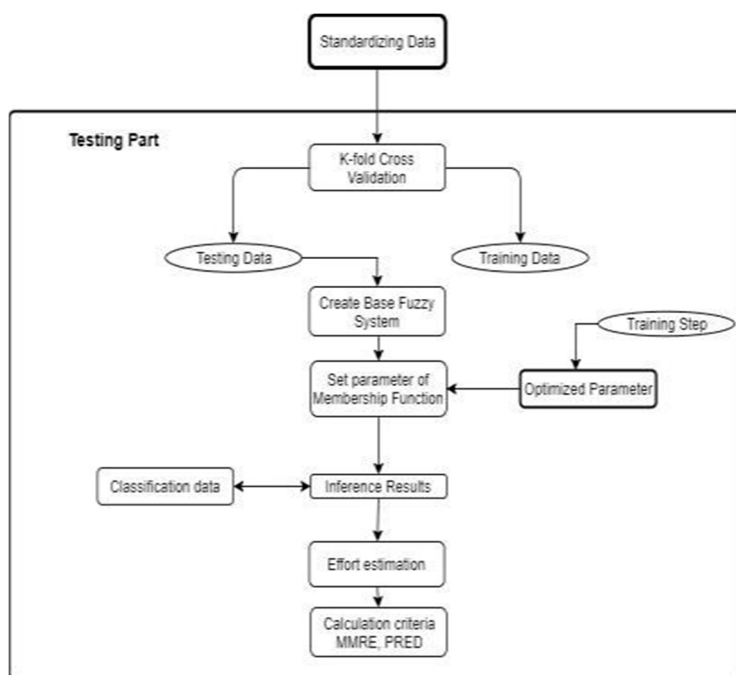 Standardizing Data
Testing Part
K-fold Cross
Validation
Testing Data
Training Data
Create Base Fuzzy
System
Training Step
Set parameter of
Membership Function
Optimized Parameter
Classification data
Inference Results
Effort estimation
Calculation criteria
MMRE, PRED